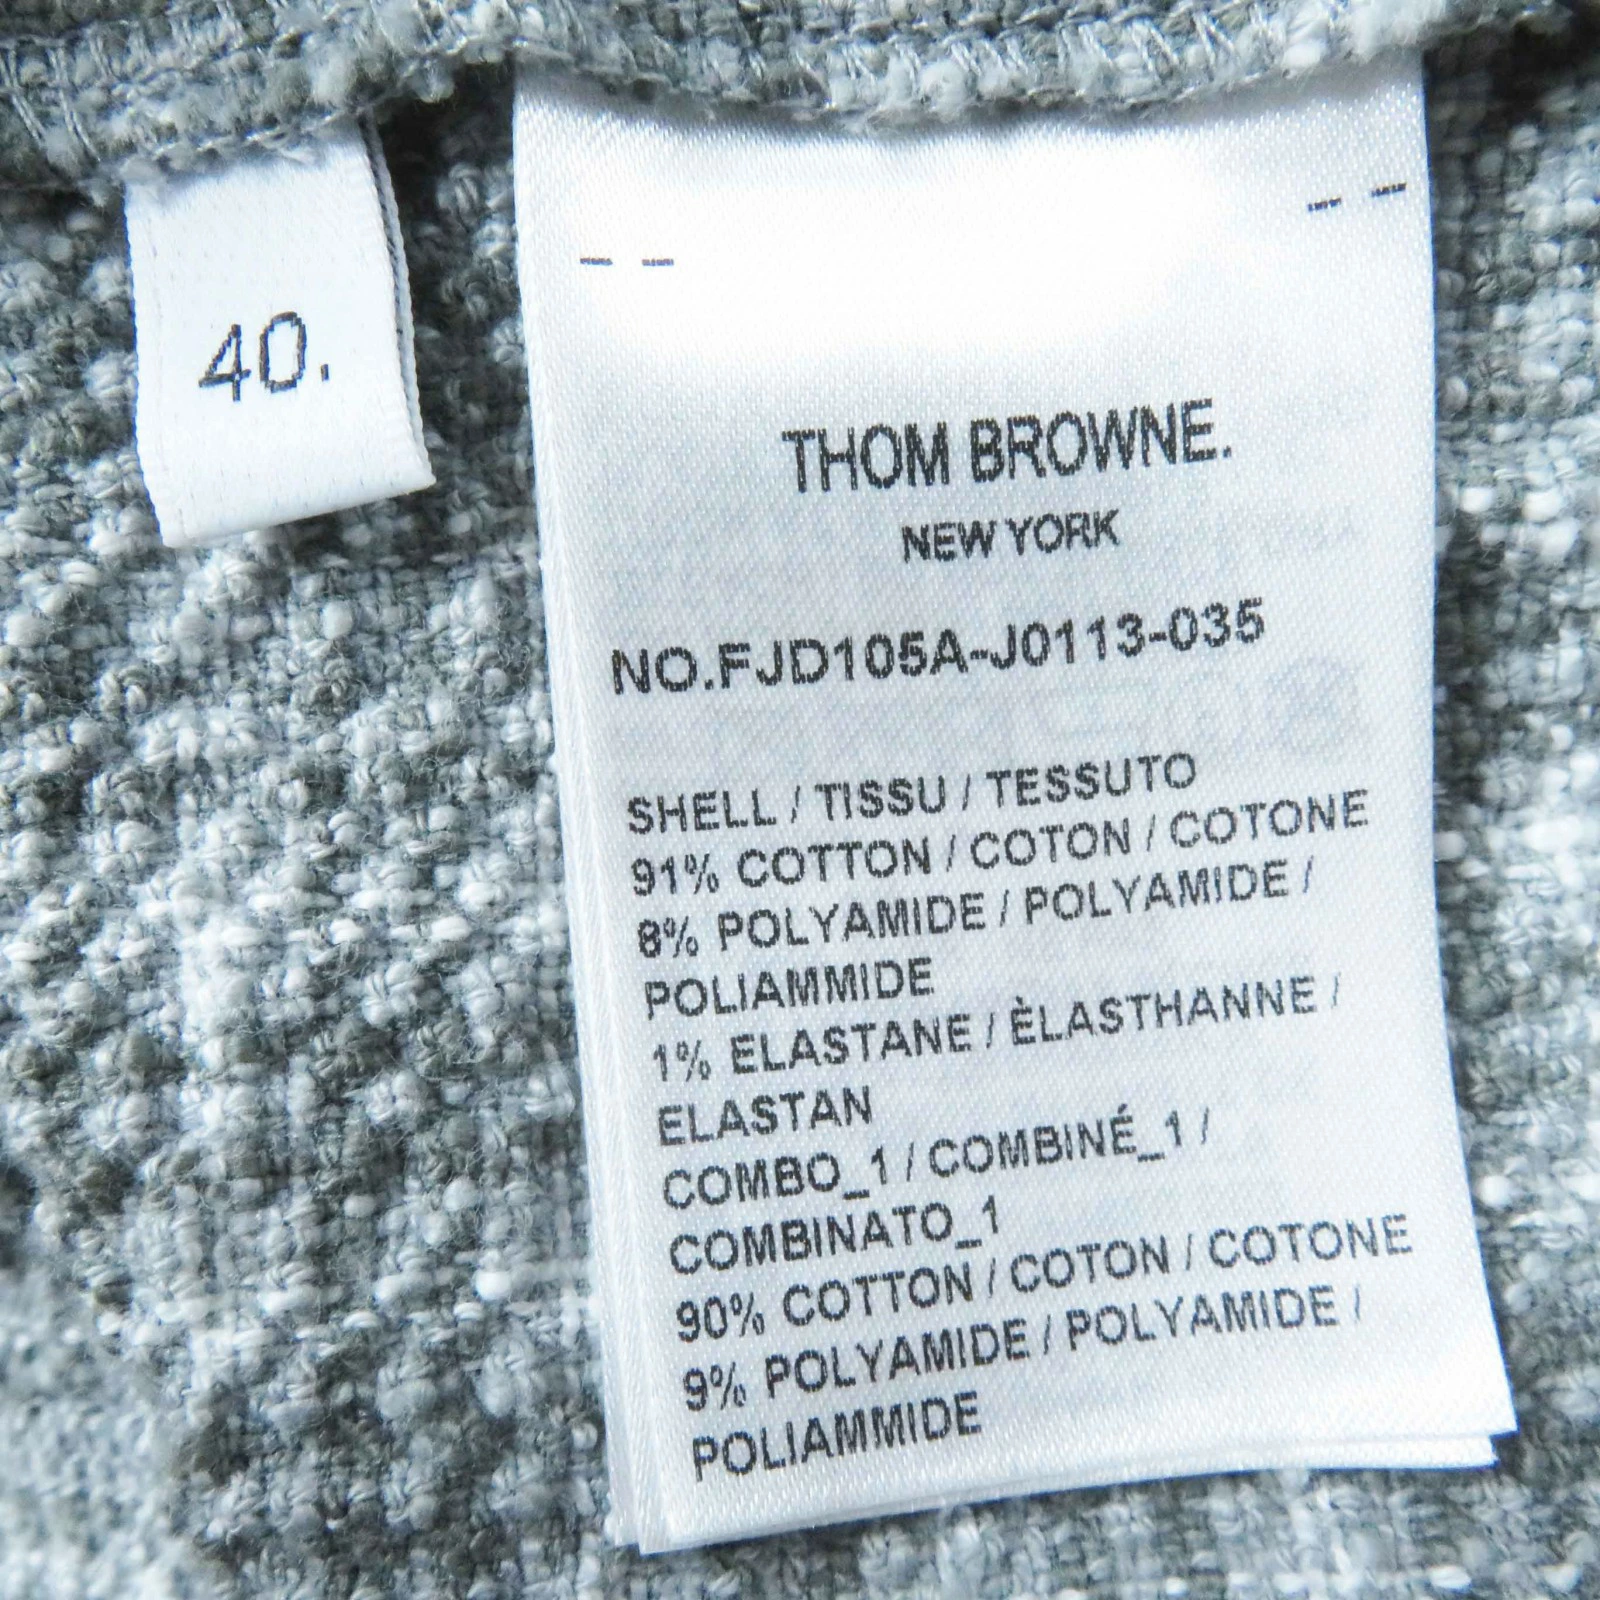 40.
THOM BROWNE.
NEW YORK
NO.FJD105A-J0113-035
SHELL / TISSU / TESSUTO
91% COTTON / COTON / COTONE
8% POLYAMIDE / POLYAMIDE /
POLIAMMIDE
1% ELASTANE / ÈLASTHANNE /
ELASTAN
COMBO_1 / COMBINÉ_1 /
COMBINATO_1
90% COTTON / COTON / COTONE
9% POLYAMIDE / POLYAMIDE /
POLIAMMIDE